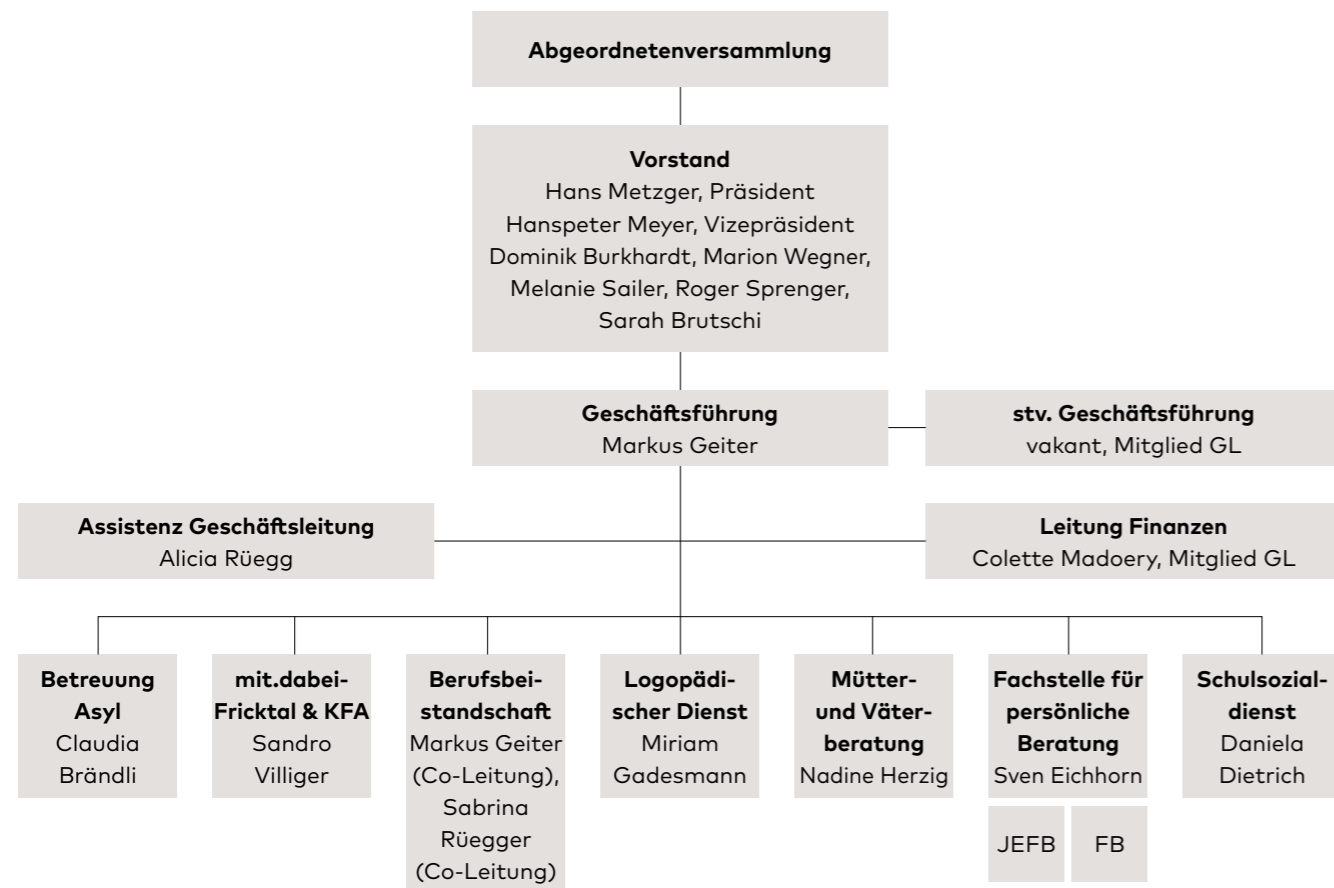 Abgeordnetenversammlung
Vorstand
Hans Metzger, Präsident
Hanspeter Meyer, Vizepräsident
Dominik Burkhardt, Marion Wegner,
Melanie Sailer, Roger Sprenger,
Sarah Brutschi
Geschäftsführung
Markus Geiter
stv. Geschäftsführung
vakant, Mitglied GL
Assistenz Geschäftsleitung
Alicia Rüegg
Leitung Finanzen
Colette Madoery, Mitglied GL
Betreuung
Asyl
Claudia
Brändli
mit.dabei-
Fricktal & KFA
Sandro
Villiger
Berufsbei-
standschaft
Markus Geiter
(Co-Leitung),
Sabrina
Rüegger
(Co-Leitung)
Logopädi-
scher Dienst
Miriam
Gadesmann
Mütter-
und Väter-
beratung
Nadine Herzig
Fachstelle für
persönliche
Beratung
Sven Eichhorn
JEFB
FB
Schulsozial-
dienst
Daniela
Dietrich